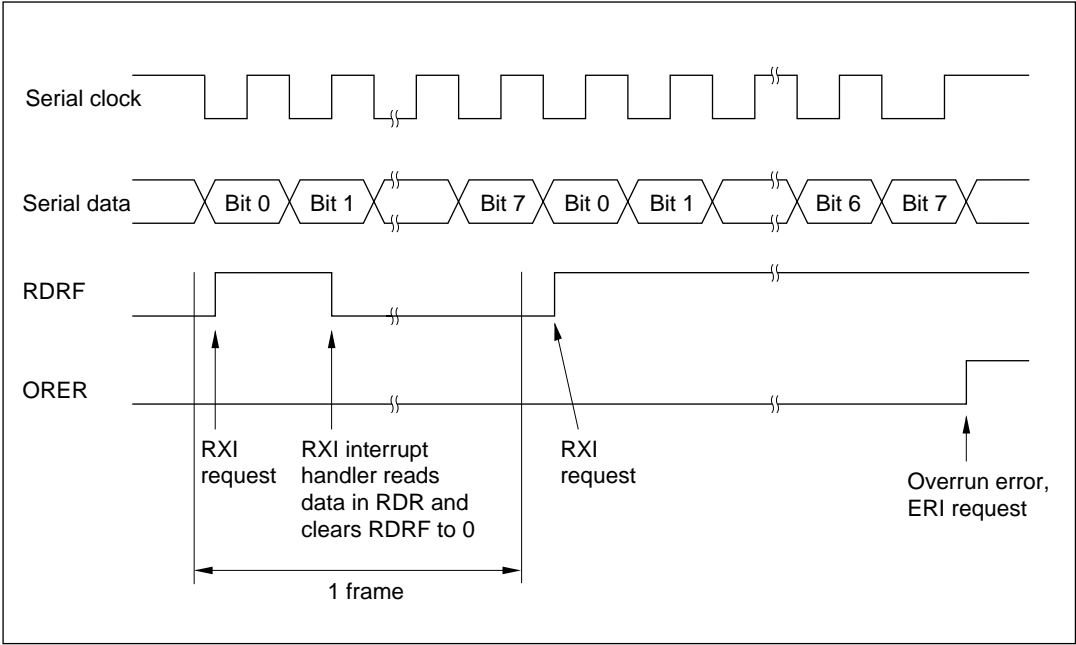 Serial clock
Serial data
Bit 0
Bit 1
Bit 7
Bit 0
Bit 1
Bit 6
Bit 7
RDRF
ORER
RXI
request
RXI interrupt
handler reads
data in RDR and
clears RDRF to 0
RXI
request
Overrun error,
ERI request
1 frame